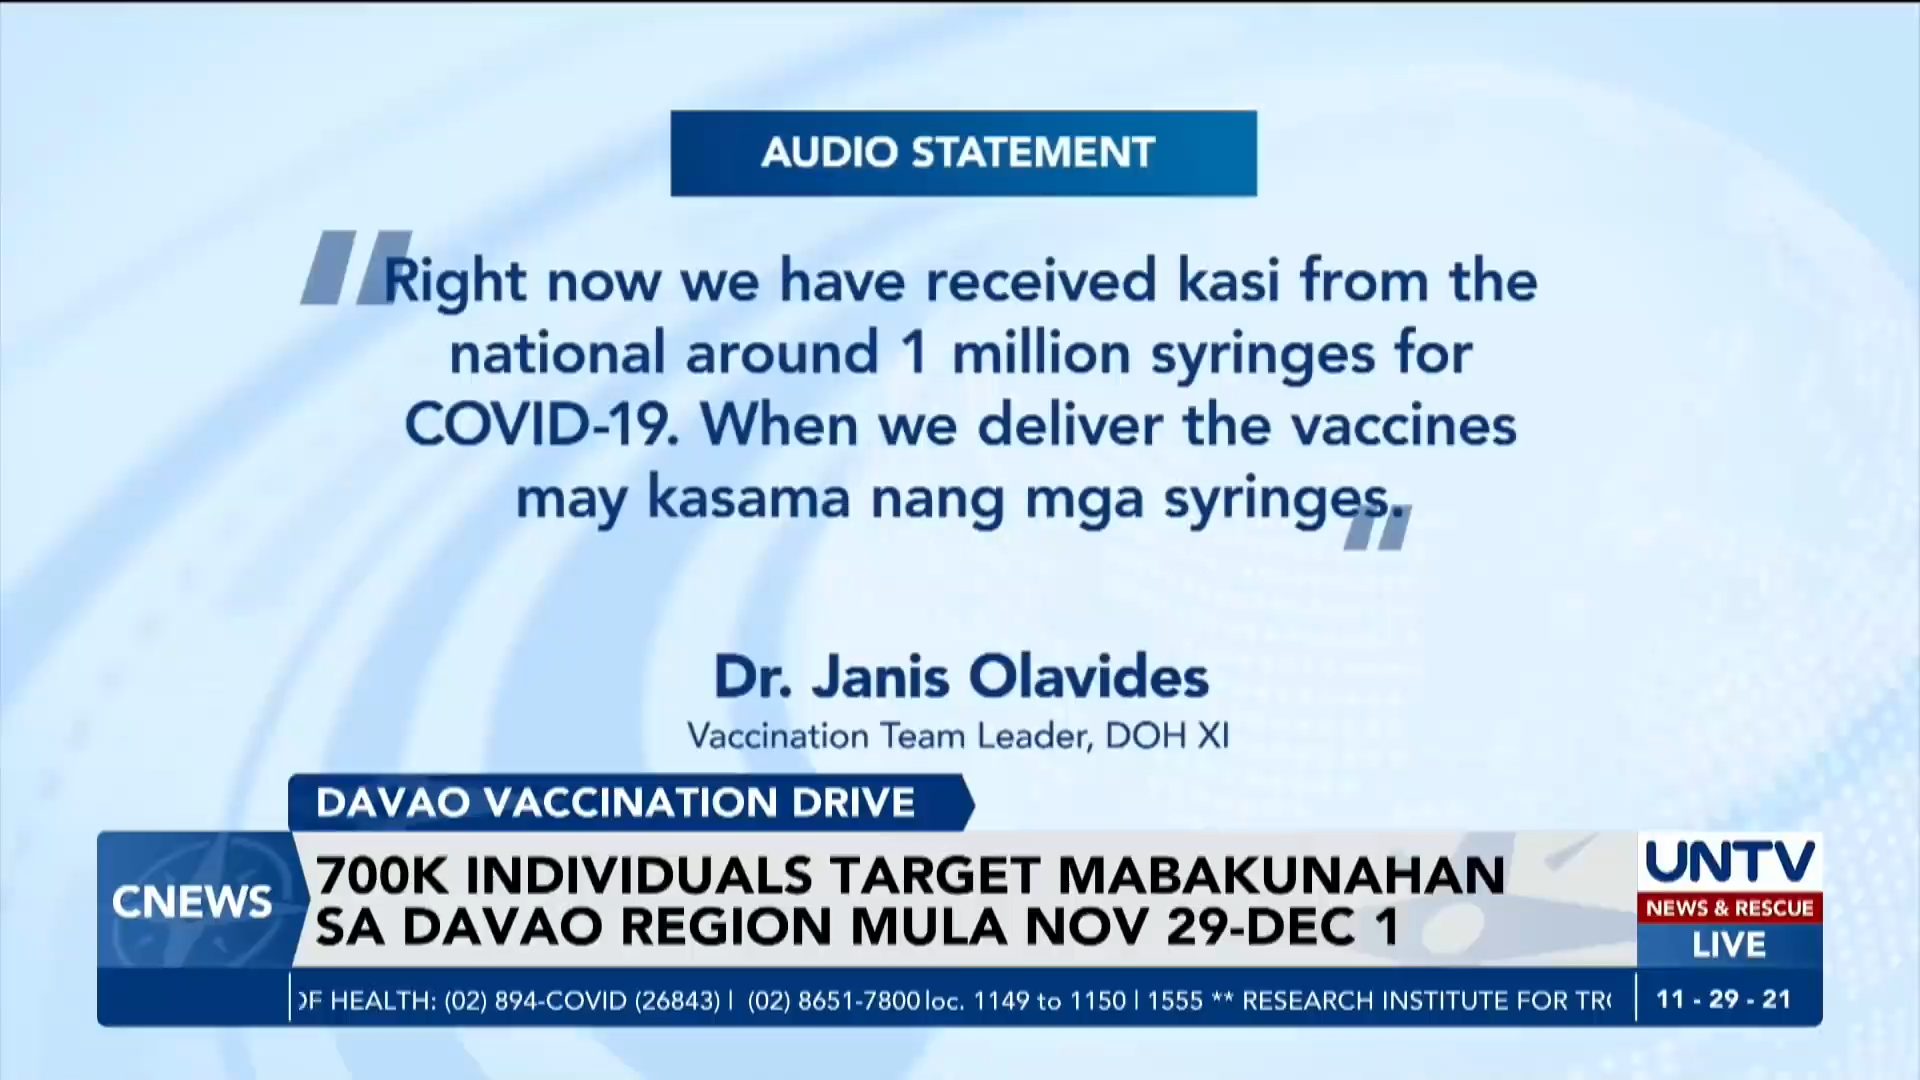 AUDIO STATEMENT
"Right now we have received kasi from the
national around 1 million syringes for
COVID-19. When we deliver the vaccines
may kasama nang mga syringes."
Dr. Janis Olavides
Vaccination Team Leader, DOH XI
DAVAO VACCINATION DRIVE
CNEWS
700K INDIVIDUALS TARGET MABAKUNAHAN
SA DAVAO REGION MULA NOV 29-DEC 1
UNTV
NEWS & RESCUE
LIVE
OF HEALTH: (02) 894-COVID (26843) | (02) 8651-7800 loc. 1149 to 1150 | 1555 ** RESEARCH INSTITUTE FOR
11 - 29 - 21